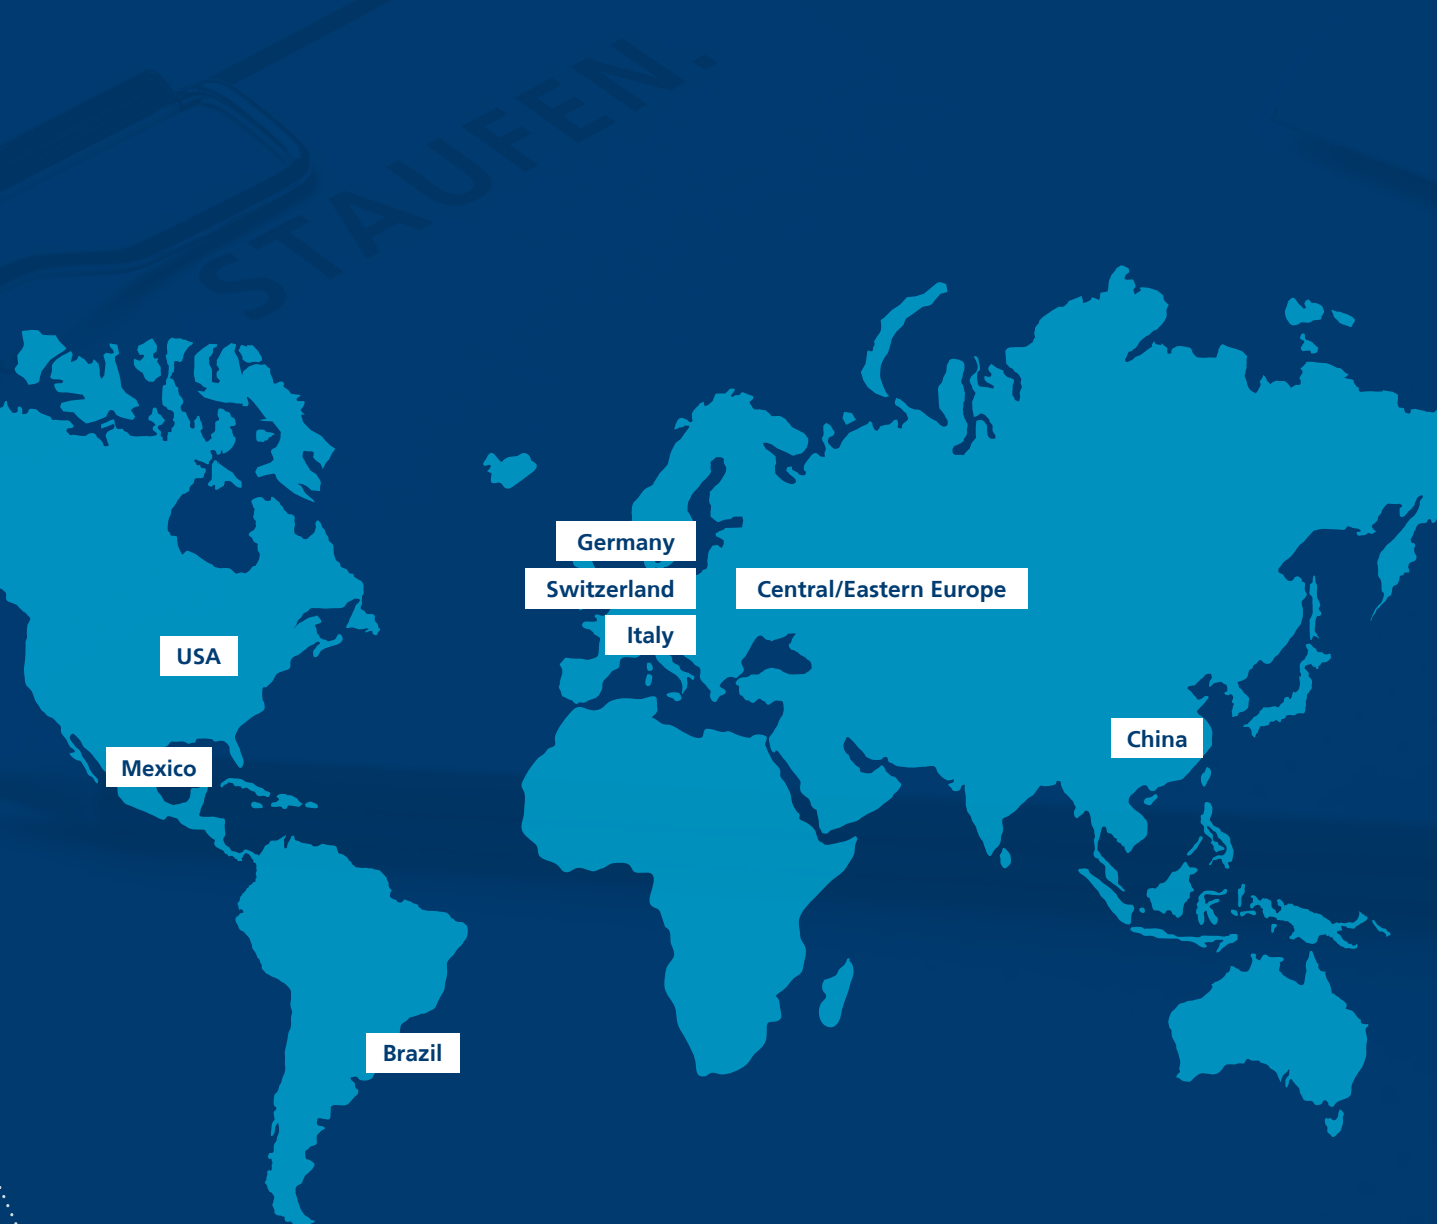 STAUFEN.
Germany
Switzerland
Central/Eastern Europe
Italy
USA
China
Mexico
Brazil